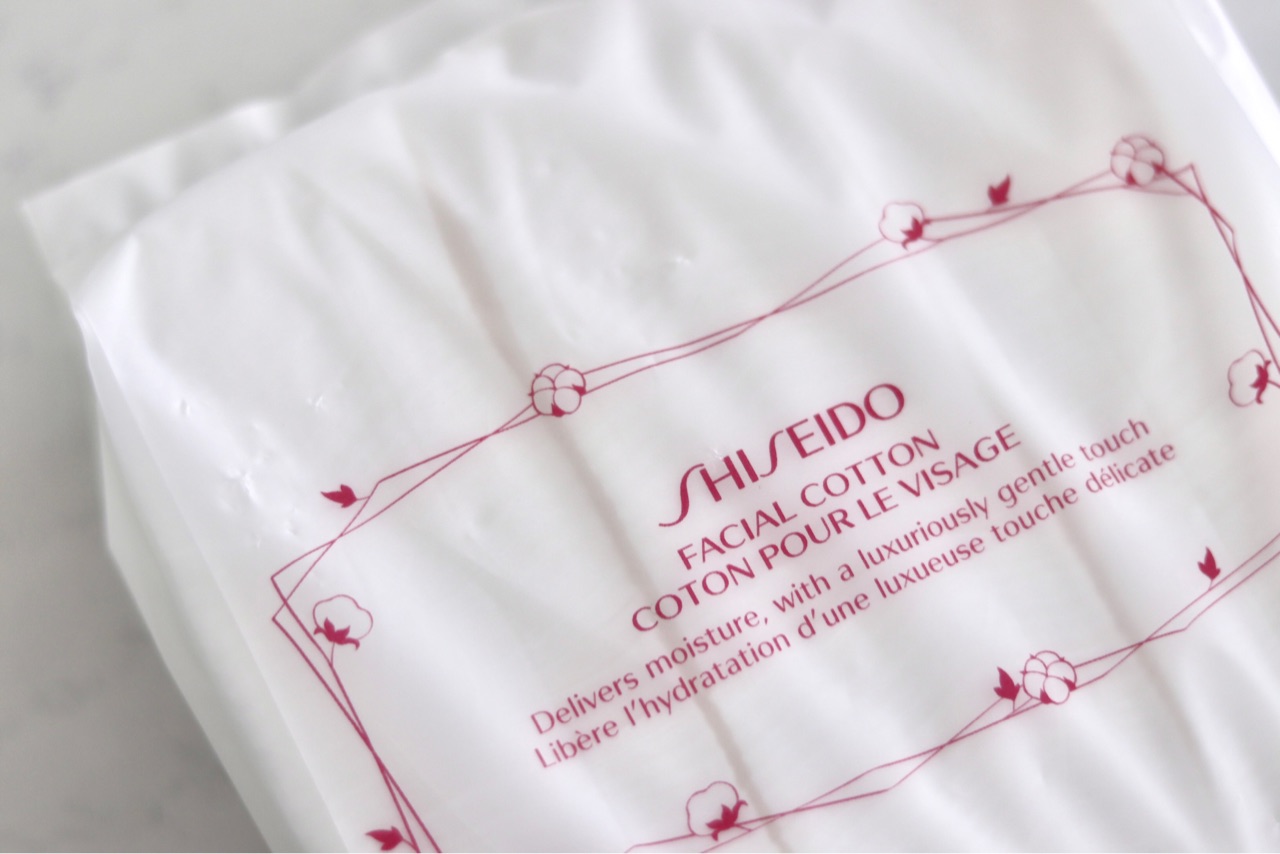 SHISEIDO
FACIAL COTTON
COTON POUR LE VISAGE
Delivers moisture, with a luxuriously gentle touch
Libère l'hydratation d'une luxueuse touche délicate